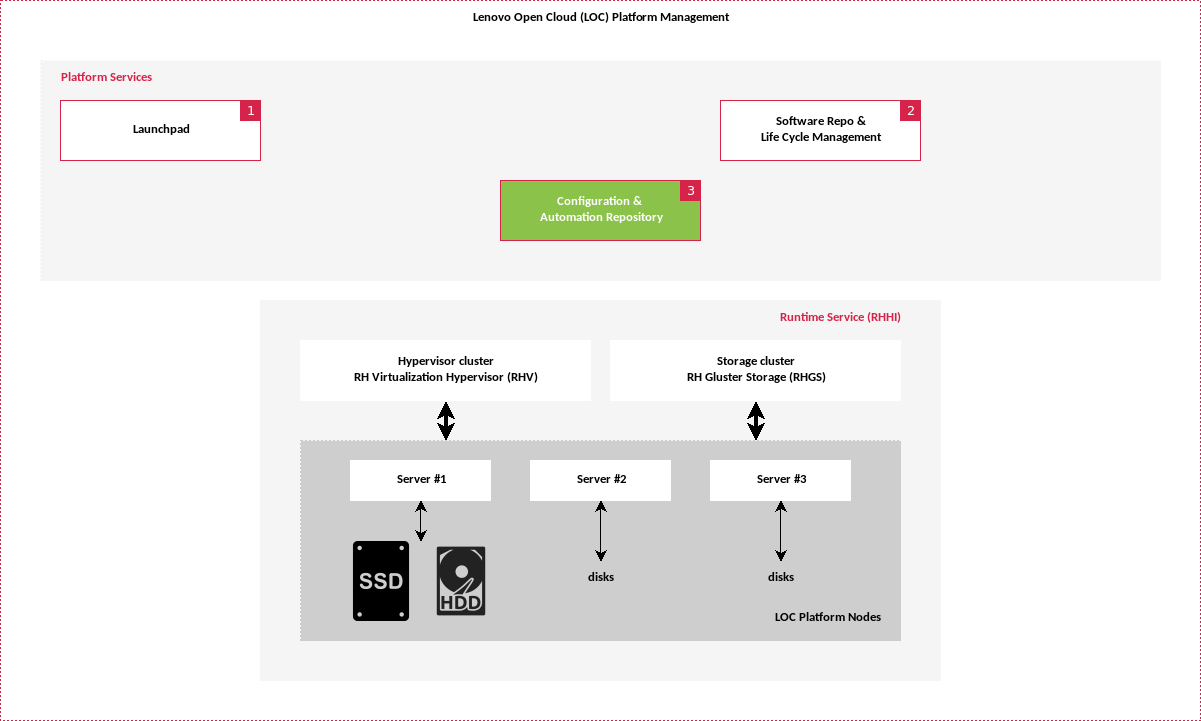 Lenovo Open Cloud (LOC) Platform Management
Platform Services
1
Launchpad
2
Software Repo &
Life Cycle Management
3
Configuration &
Automation Repository
Runtime Service (RHHI)
Hypervisor cluster
RH Virtualization Hypervisor (RHV)
Storage cluster
RH Gluster Storage (RHGS)
Server #1
Server #2
Server #3
SSD
HDD
disks
disks
LOC Platform Nodes